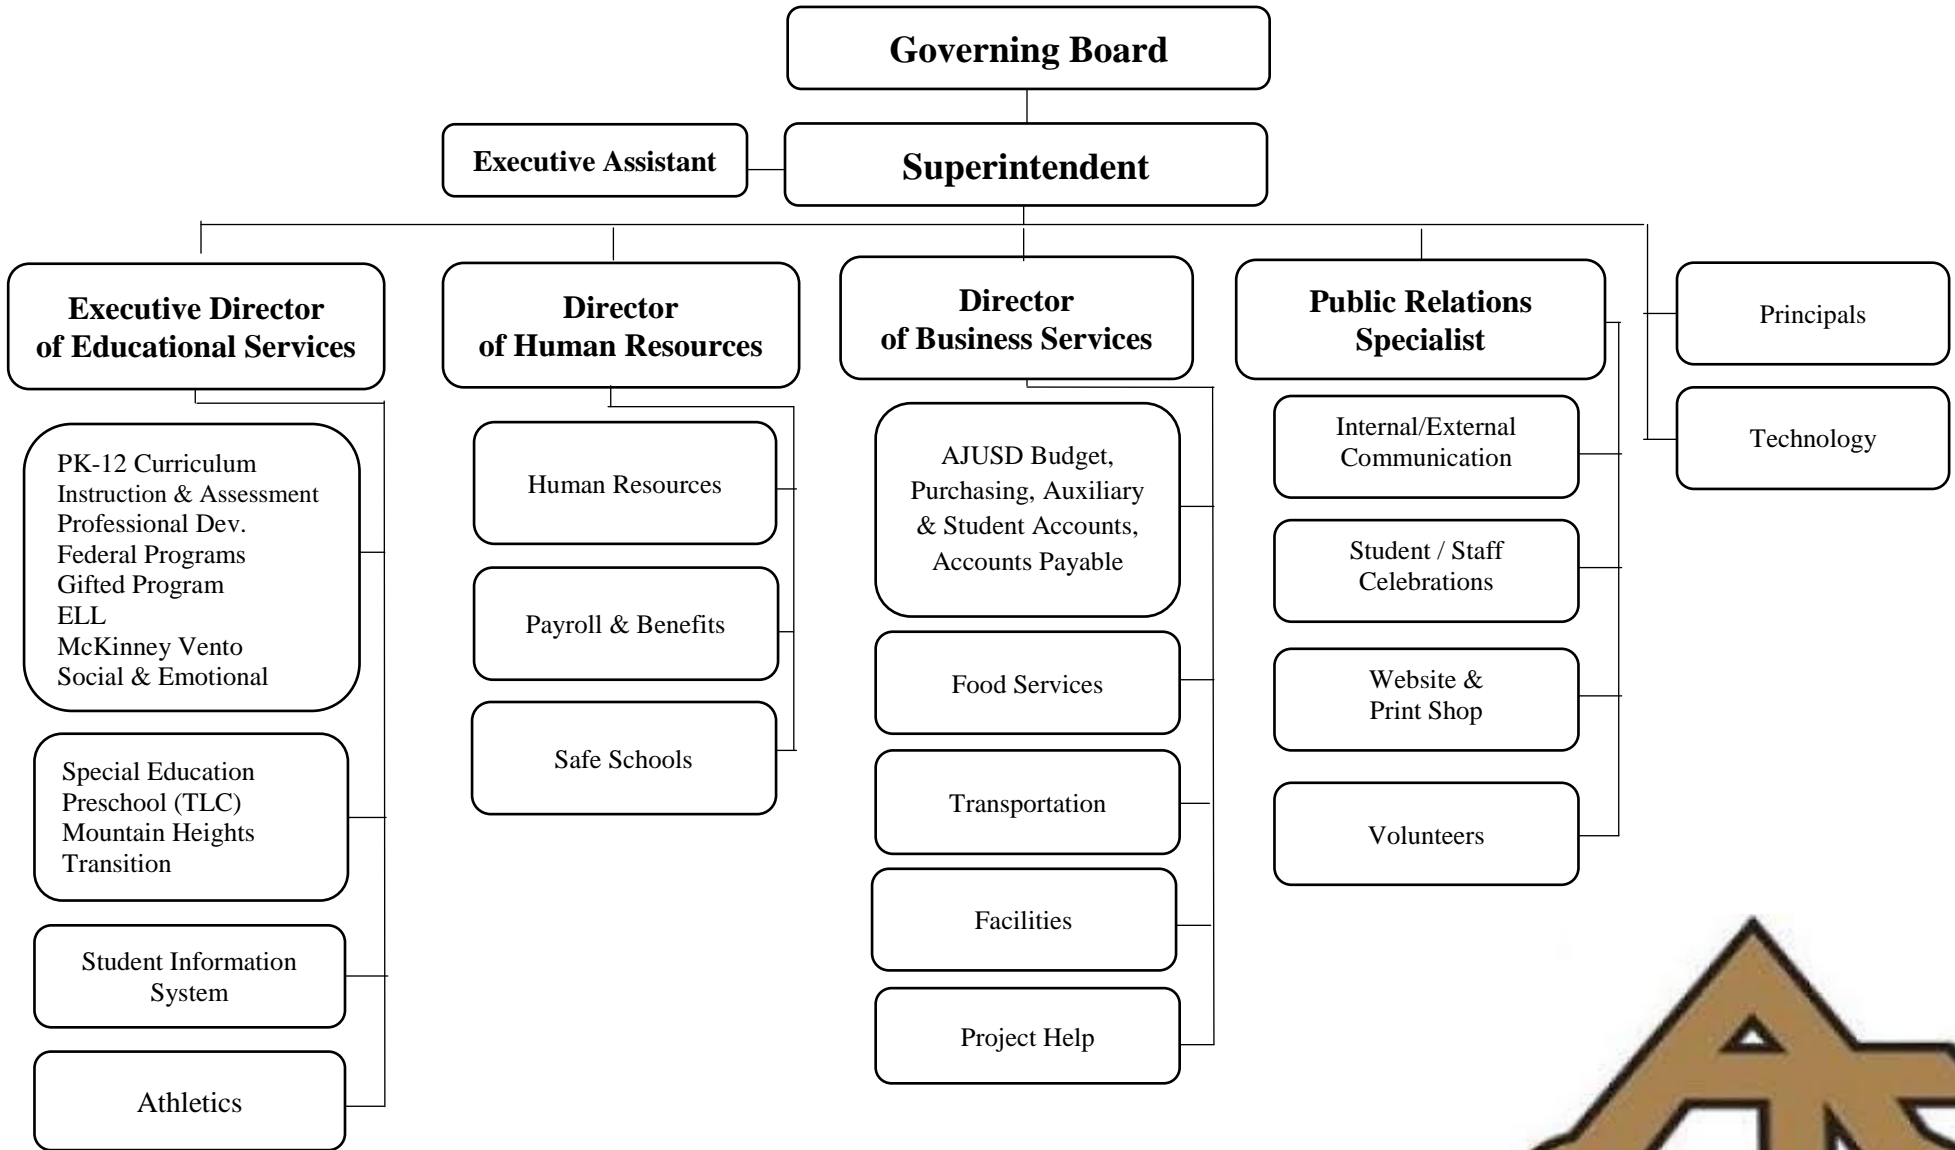 Governing Board
Executive Assistant
Superintendent
Executive Director
of Educational Services
Director
of Human Resources
Director
of Business Services
Public Relations
Specialist
Principals
Technology
PK-12 Curriculum
Instruction & Assessment
Professional Dev.
Federal Programs
Gifted Program
ELL
McKinney Vento
Social & Emotional
Special Education
Preschool (TLC)
Mountain Heights
Transition
Student Information
System
Athletics
Human Resources
Payroll & Benefits
Safe Schools
AJUSD Budget,
Purchasing, Auxiliary
& Student Accounts,
Accounts Payable
Food Services
Transportation
Facilities
Project Help
Internal/External
Communication
Student / Staff
Celebrations
Website &
Print Shop
Volunteers